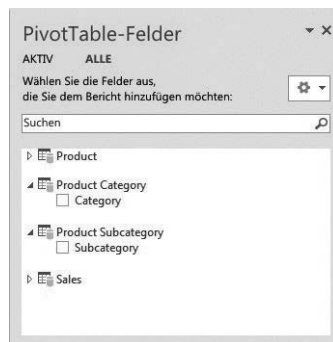 PivotTable-Felder
AKTIV ALLE
Wählen Sie die Felder aus,
die Sie dem Bericht hinzufügen möchten:
Suchen
Product
Product Category
Category
Product Subcategory
Subcategory
Sales